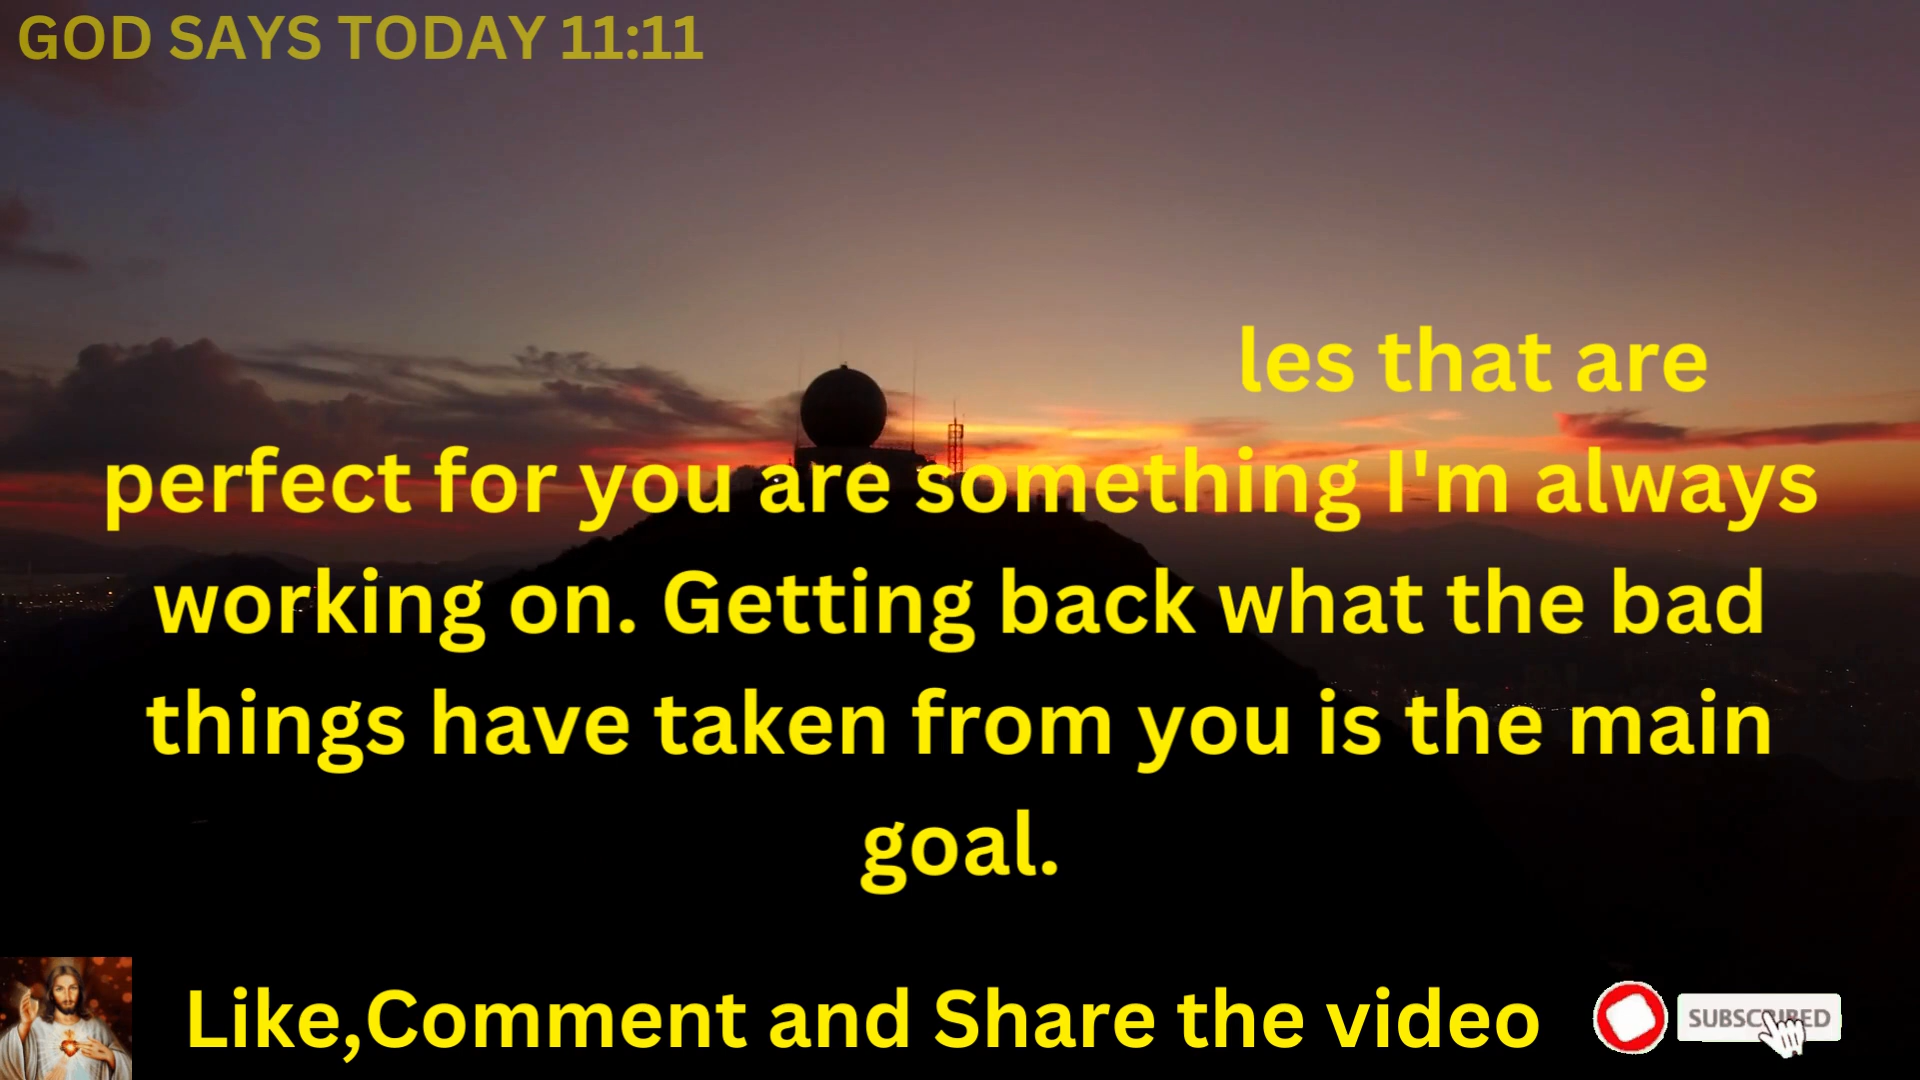 GOD SAYS TODAY 11:11
les that are
perfect for you are something I'm always
working on. Getting back what the bad
things have taken from you is the main
goal.
Like,Comment and Share the video
SUBSCRIBED